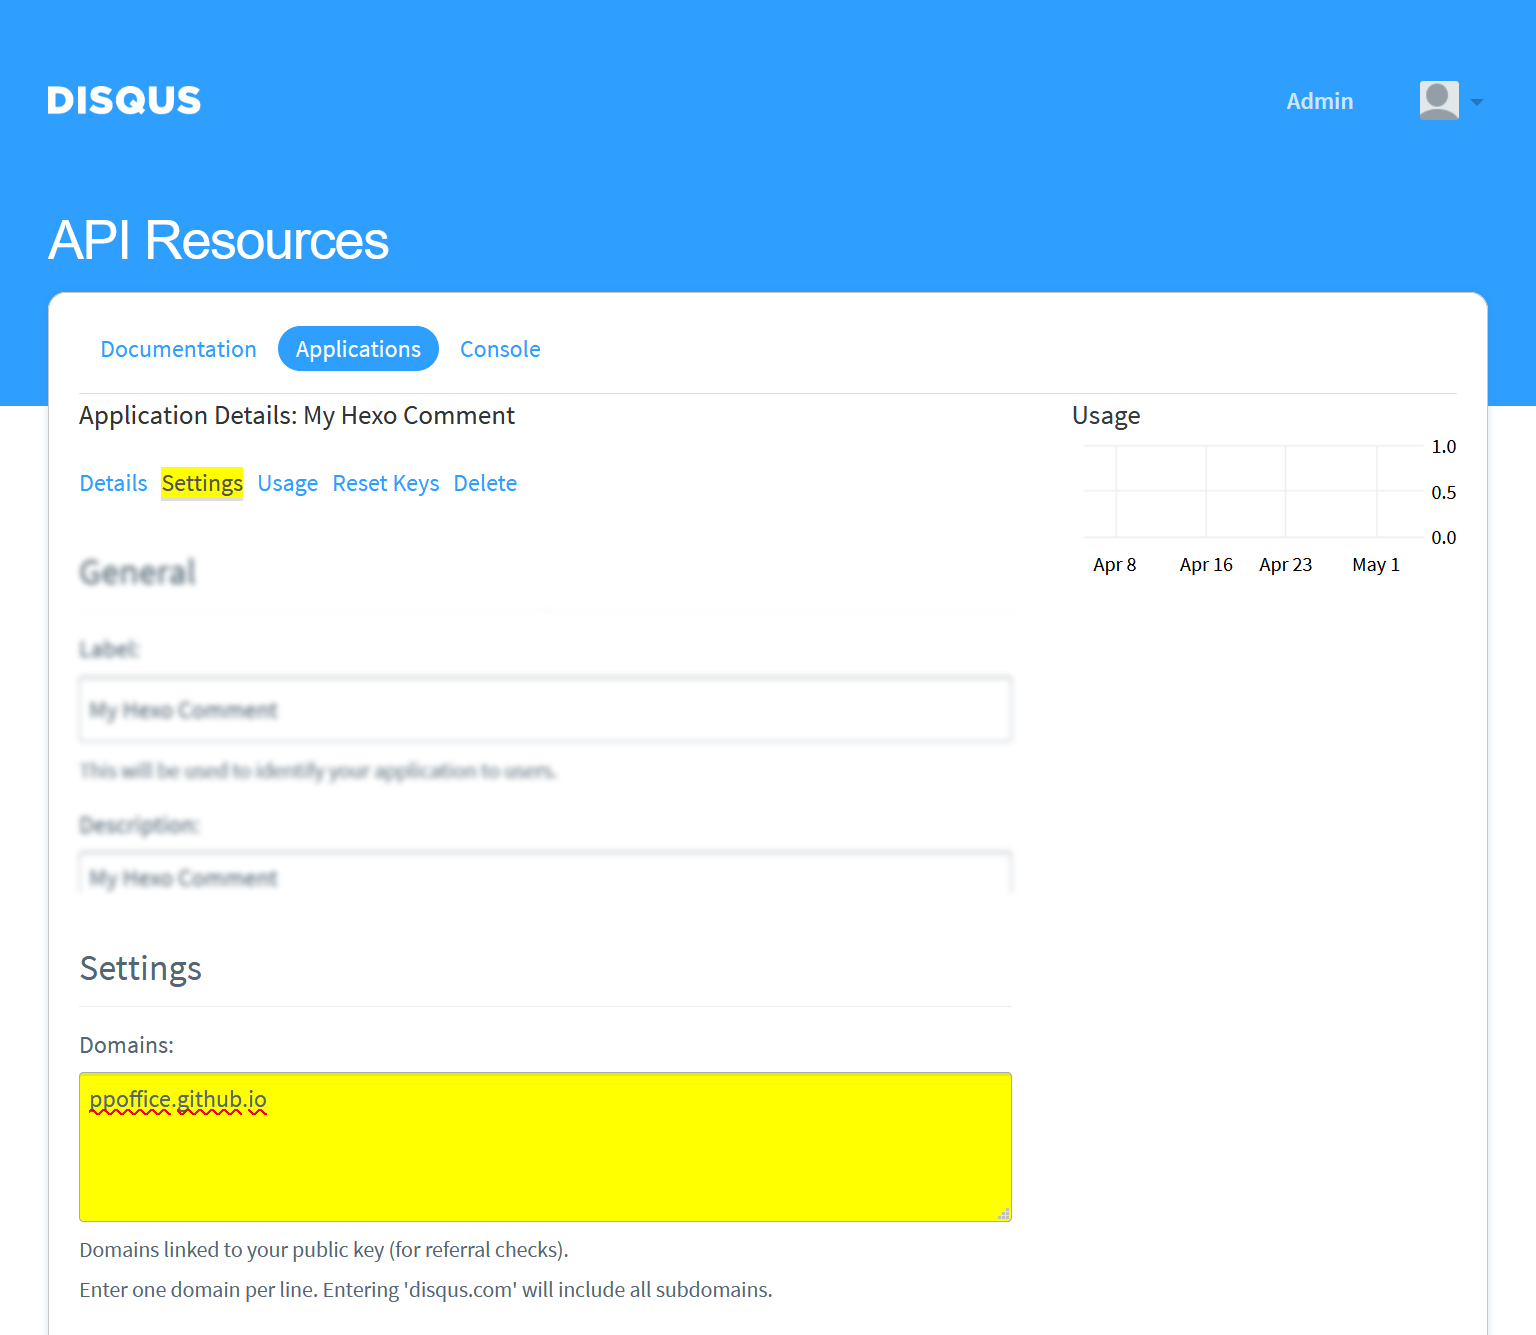 DISQUS
Admin
API Resources
Documentation Applications Console
Application Details: My Hexo Comment
Details Settings Usage Reset Keys Delete
Usage
1.0
0.5
0.0
Apr 8 Apr 16 Apr 23 May 1
General
Label:
My Hexo Comment
This will be used to identify your application to users.
Description:
My Hexo Comment
Settings
Domains:
ppoffice.github.io
Domains linked to your public key (for referral checks).
Enter one domain per line. Entering 'disqus.com' will include all subdomains.